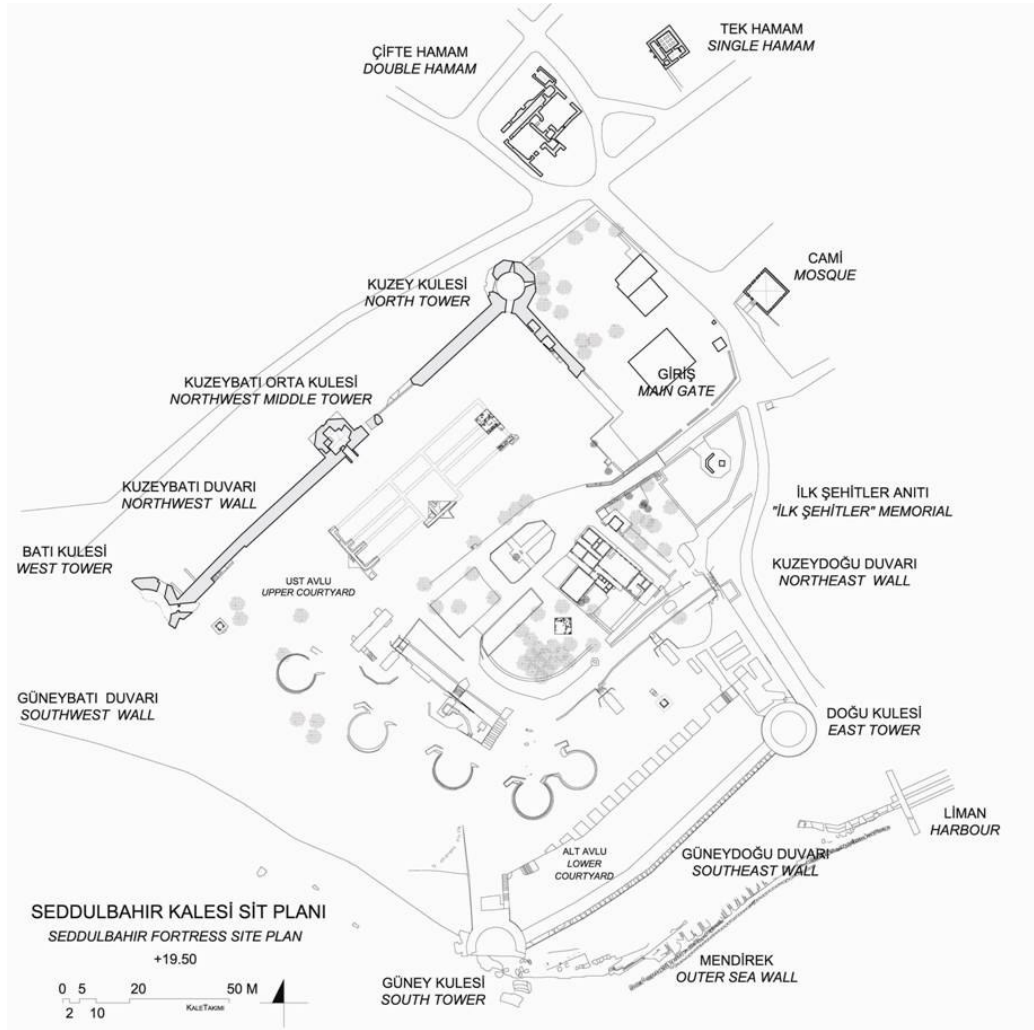 ÇİFTE HAMAM
DOUBLE HAMAM
TEK HAMAM
SINGLE HAMAM
KUZEY KULESİ
NORTH TOWER
CAMİ
MOSQUE
KUZEYBATI ORTA KULESİ
NORTHWEST MIDDLE TOWER
GİRİŞ
MAIN GATE
KUZEYBATI DUVARI
NORTHWEST WALL
İLK ŞEHİTLER ANITI
"İLK ŞEHİTLER" MEMORIAL
BATI KULESİ
WEST TOWER
KUZEYDOĞU DUVARI
NORTHEAST WALL
UST AVLU
UPPER COURTYARD
GÜNEYBATI DUVARI
SOUTHWEST WALL
DOĞU KULESİ
EAST TOWER
LİMAN
HARBOUR
ALT AVLU
LOWER
COURTYARD
GÜNEYDOĞU DUVARI
SOUTHEAST WALL
SEDDULBAHIR KALESİ SİT PLANI
SEDDULBAHIR FORTRESS SITE PLAN
+19.50
MENDİREK
OUTER SEA WALL
GÜNEY KULESİ
SOUTH TOWER
0 5 20 50 M
2 10
KALETAKIMI